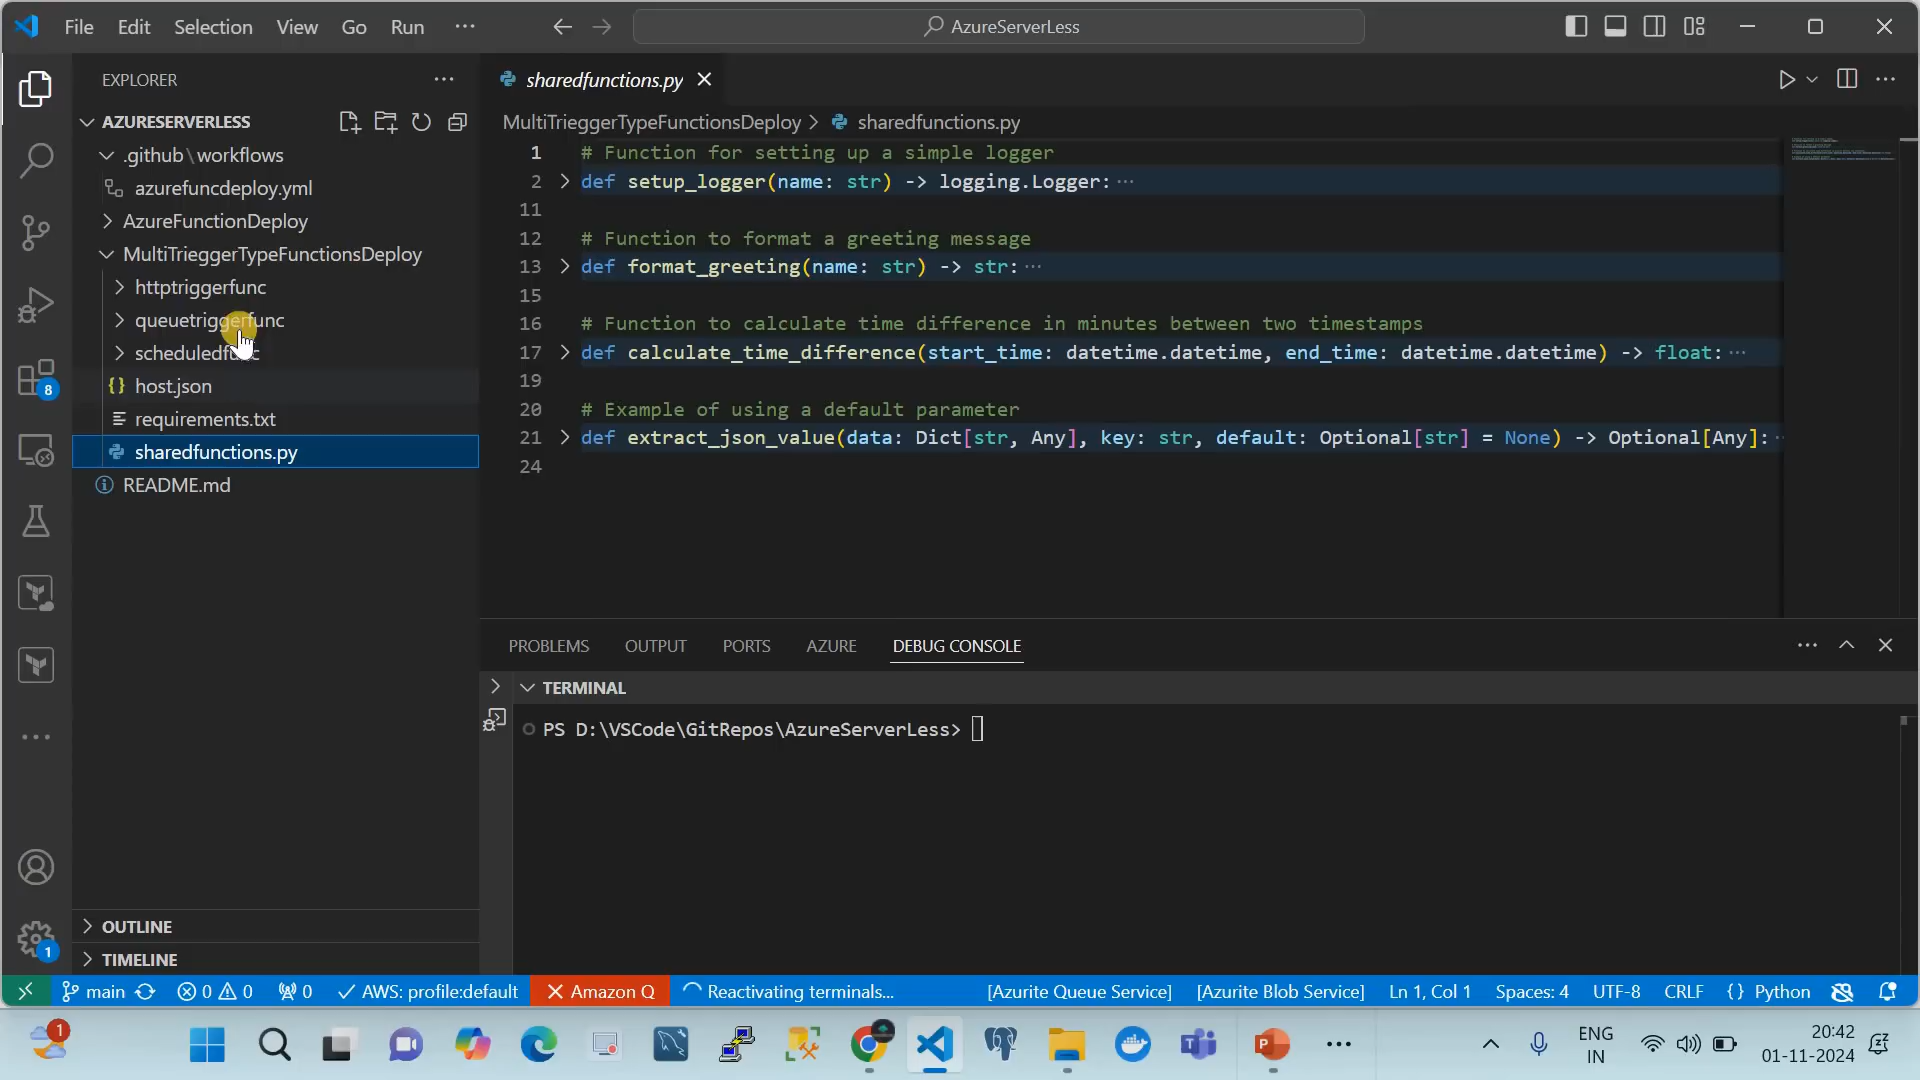 File Edit Selection View Go Run ··· AzureServerLess
EXPLORER ···
sharedfunctions.py
AZURESERVERLESS
MultiTrieggerTypeFunctionsDeploy > sharedfunctions.py
.github\workflows
azurefuncdeploy.yml
AzureFunctionDeploy
MultiTrieggerTypeFunctionsDeploy
httptriggerfunc
queuetriggerfunc
host.json
requirements.txt
sharedfunctions.py
README.md
1 # Function for setting up a simple logger
2 def setup_logger(name: str) -> logging.Logger:···
11
12 # Function to format a greeting message
13 def format_greeting(name: str) -> str:···
15
16 # Function to calculate time difference in minutes between two timestamps
17 def calculate_time_difference(start_time: datetime.datetime, end_time: datetime.datetime) -> float:···
19
20 # Example of using a default parameter
21 def extract_json_value(data: Dict[str, Any], key: str, default: Optional[str] = None) -> Optional[Any]:··
24
PROBLEMS OUTPUT PORTS AZURE DEBUG CONSOLE
TERMINAL
PS D:\VSCode\GitRepos\AzureServerLess>
8
1
OUTLINE
TIMELINE
main 0 0 0 AWS: profile:default Amazon Q Reactivating terminals... [Azurite Queue Service] [Azurite Blob Service] Ln 1, Col 1 Spaces: 4 UTF-8 CRLF {} Python
1
ENG
IN
20:42
01-11-2024